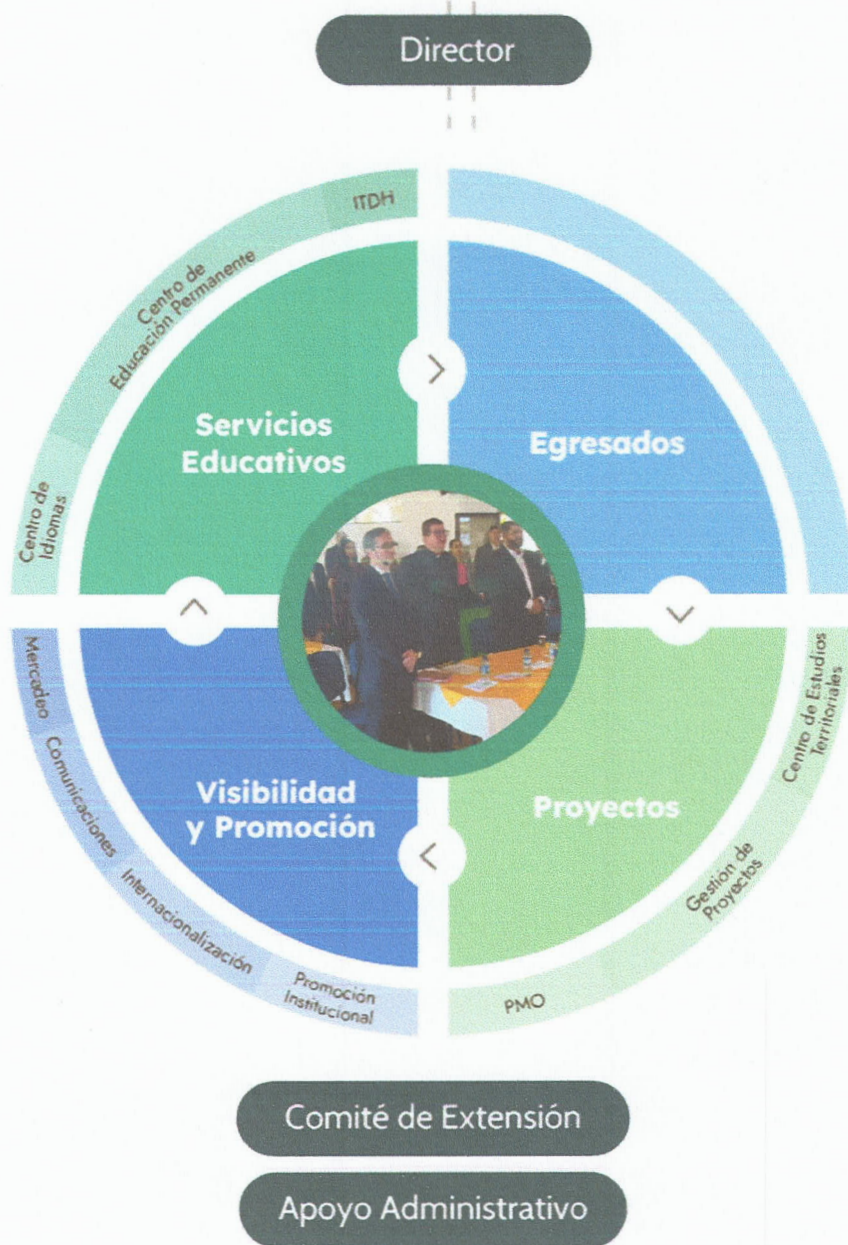 Director
ITDH
Centro de
Educación Permanente
Centro de
Idiomas
Servicios
Educativos
Egresados
Mercadeo
Comunicaciones
Internacionalización
Promoción
Institucional
Visibilidad
y Promoción
Proyectos
Centro de Estudios
Territoriales
Gestión de
Proyectos
PMO
Comité de Extensión
Apoyo Administrativo